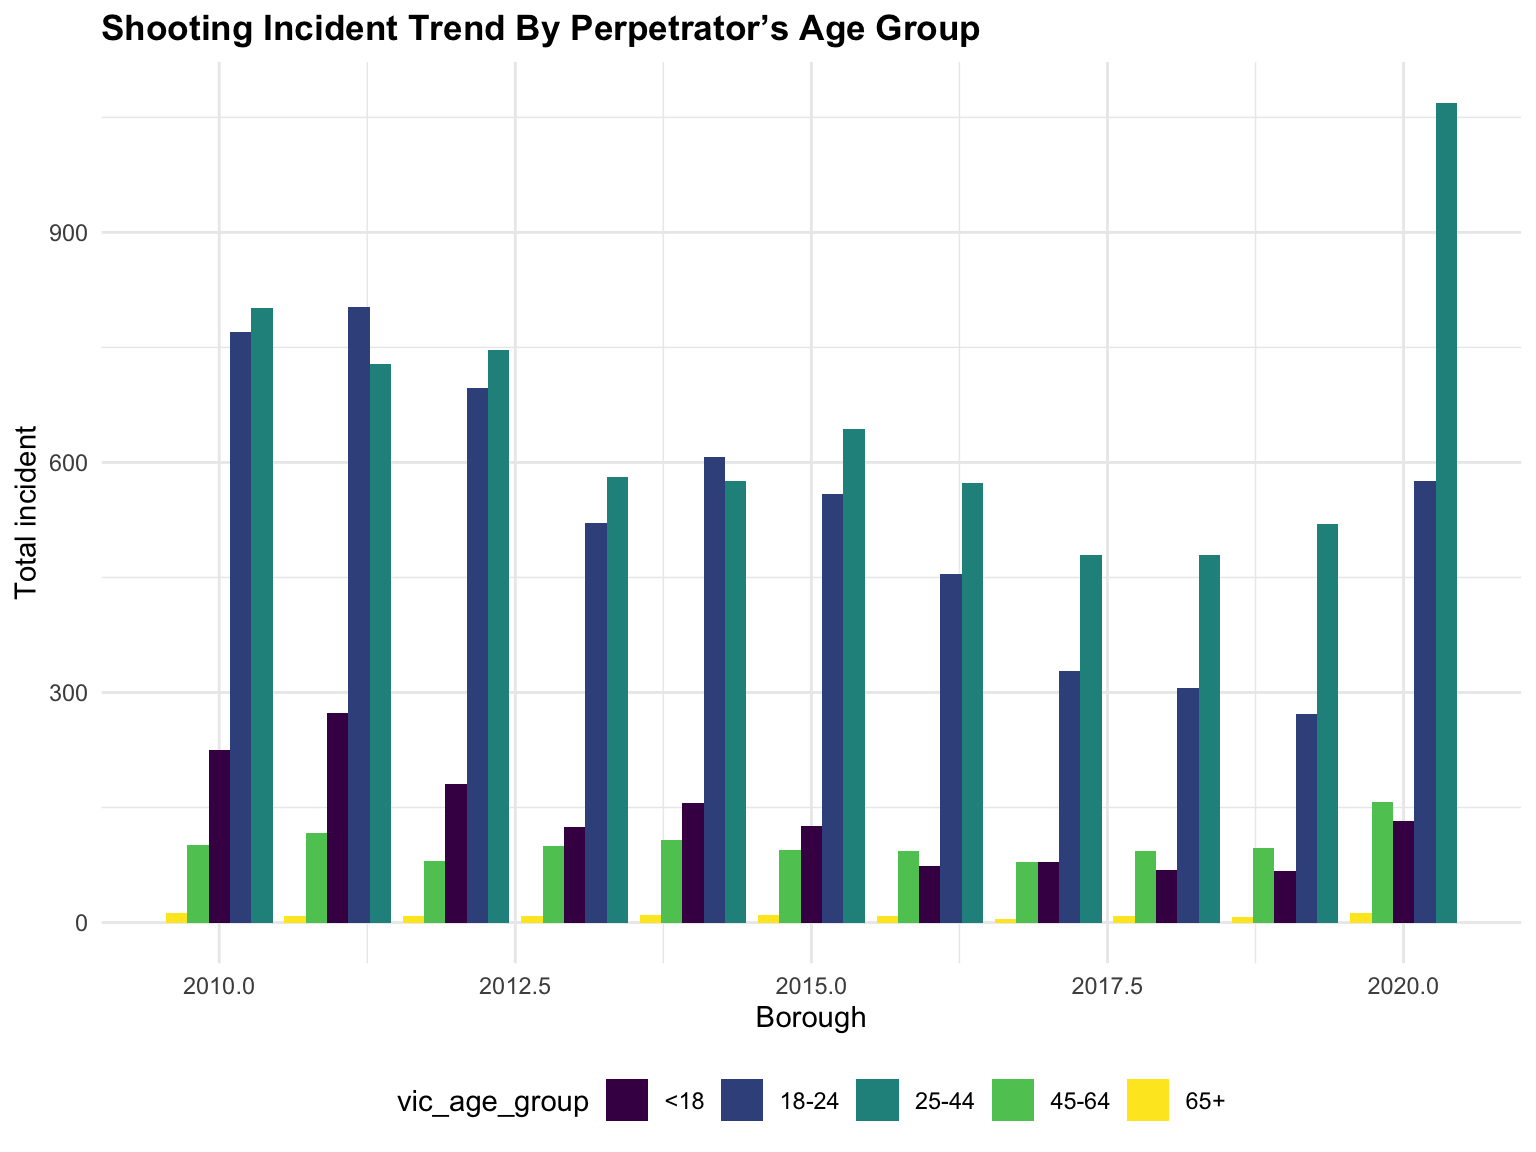 Shooting Incident Trend By Perpetrator’s Age Group
900
600
300
0
Total incident
2010.0 2012.5 2015.0 2017.5 2020.0
Borough
vic_age_group <18 18-24 25-44 45-64 65+